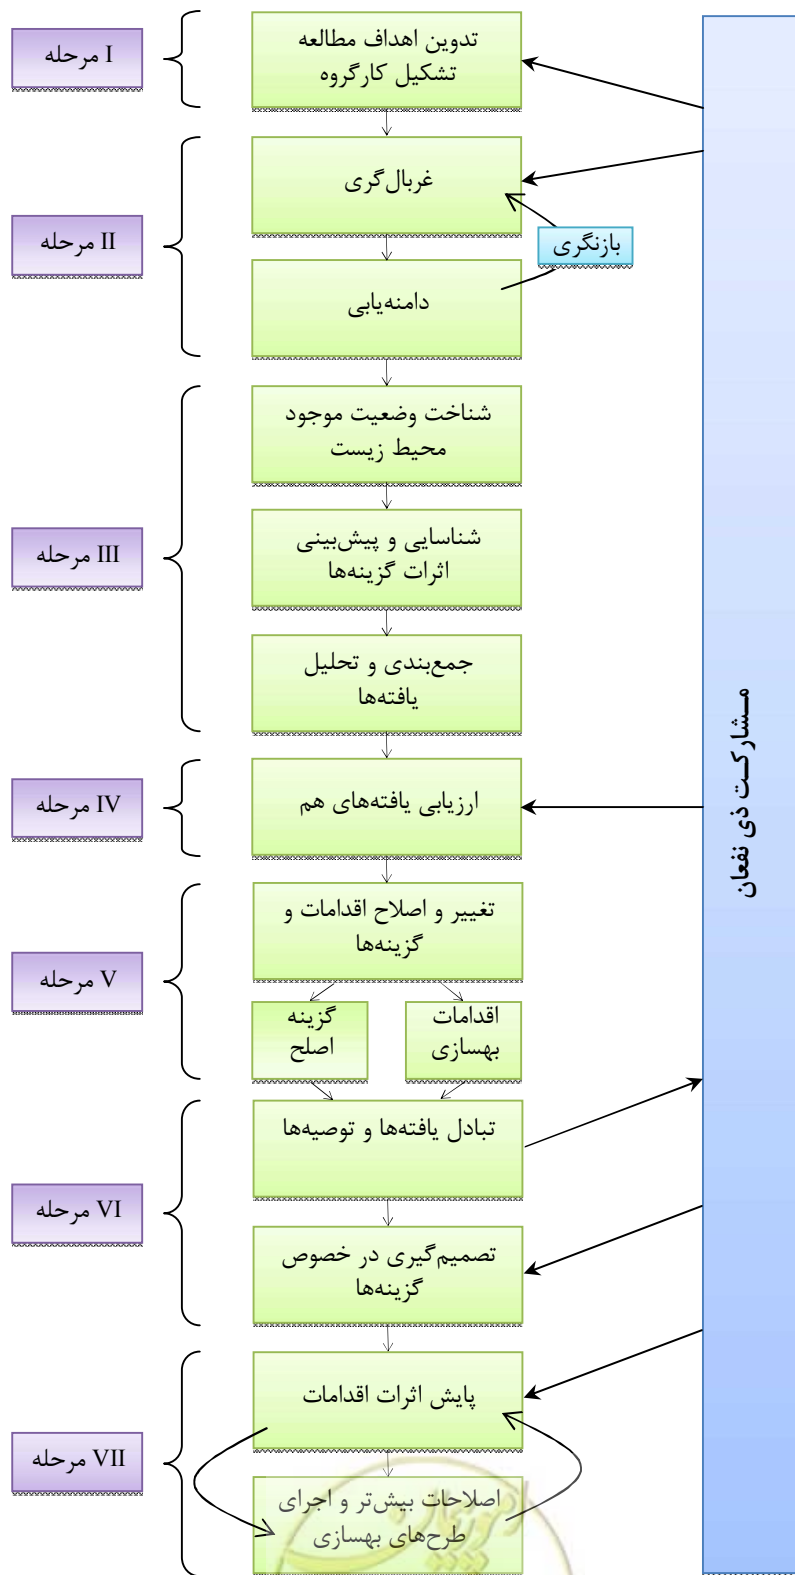 مرحله I
تدوین اهداف مطالعه
تشکیل کارگروه
مرحله II
غربال‌گری
بازنگری
دامنه‌یابی
مرحله III
شناخت وضعیت موجود
محیط زیست
شناسایی و پیش‌بینی
اثرات گزینه‌ها
جمع‌بندی و تحلیل
یافته‌ها
مشارکت ذی نفعان
مرحله IV
ارزیابی یافته‌های هم
مرحله V
تغییر و اصلاح اقدامات و
گزینه‌ها
اقدامات
بهسازی
گزینه
اصلح
مرحله VI
تبادل یافته‌ها و توصیه‌ها
تصمیم‌گیری در خصوص
گزینه‌ها
مرحله VII
پایش اثرات اقدامات
اصلاحات بیش‌تر و اجرای
طرح‌های بهسازی